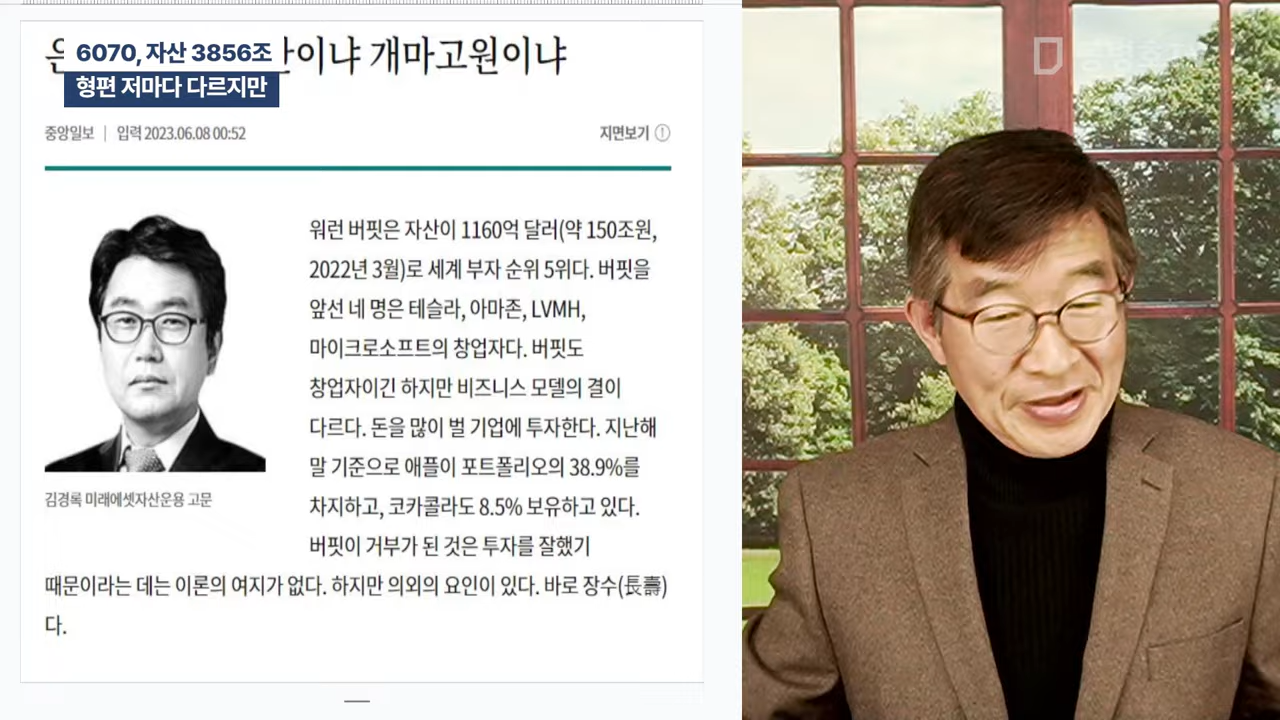 6070, 자산 3856조
형편 저마다 다르지만
은 산이냐 개마고원이냐
중앙일보 | 입력 2023.06.08 00:52
지면보기
워런 버핏은 자산이 1160억 달러(약 150조원,
2022년 3월)로 세계 부자 순위 5위다. 버핏을
앞선 네 명은 테슬라, 아마존, LVMH,
마이크로소프트의 창업자다. 버핏도
창업자이긴 하지만 비즈니스 모델의 결이
다르다. 돈을 많이 벌 기업에 투자한다. 지난해
말 기준으로 애플이 포트폴리오의 38.9%를
차지하고, 코카콜라도 8.5% 보유하고 있다.
버핏이 거부가 된 것은 투자를 잘했기
때문이라는 데는 이론의 여지가 없다. 하지만 의외의 요인이 있다. 바로 장수(長壽)
다.
김경록 미래에셋자산운용 고문